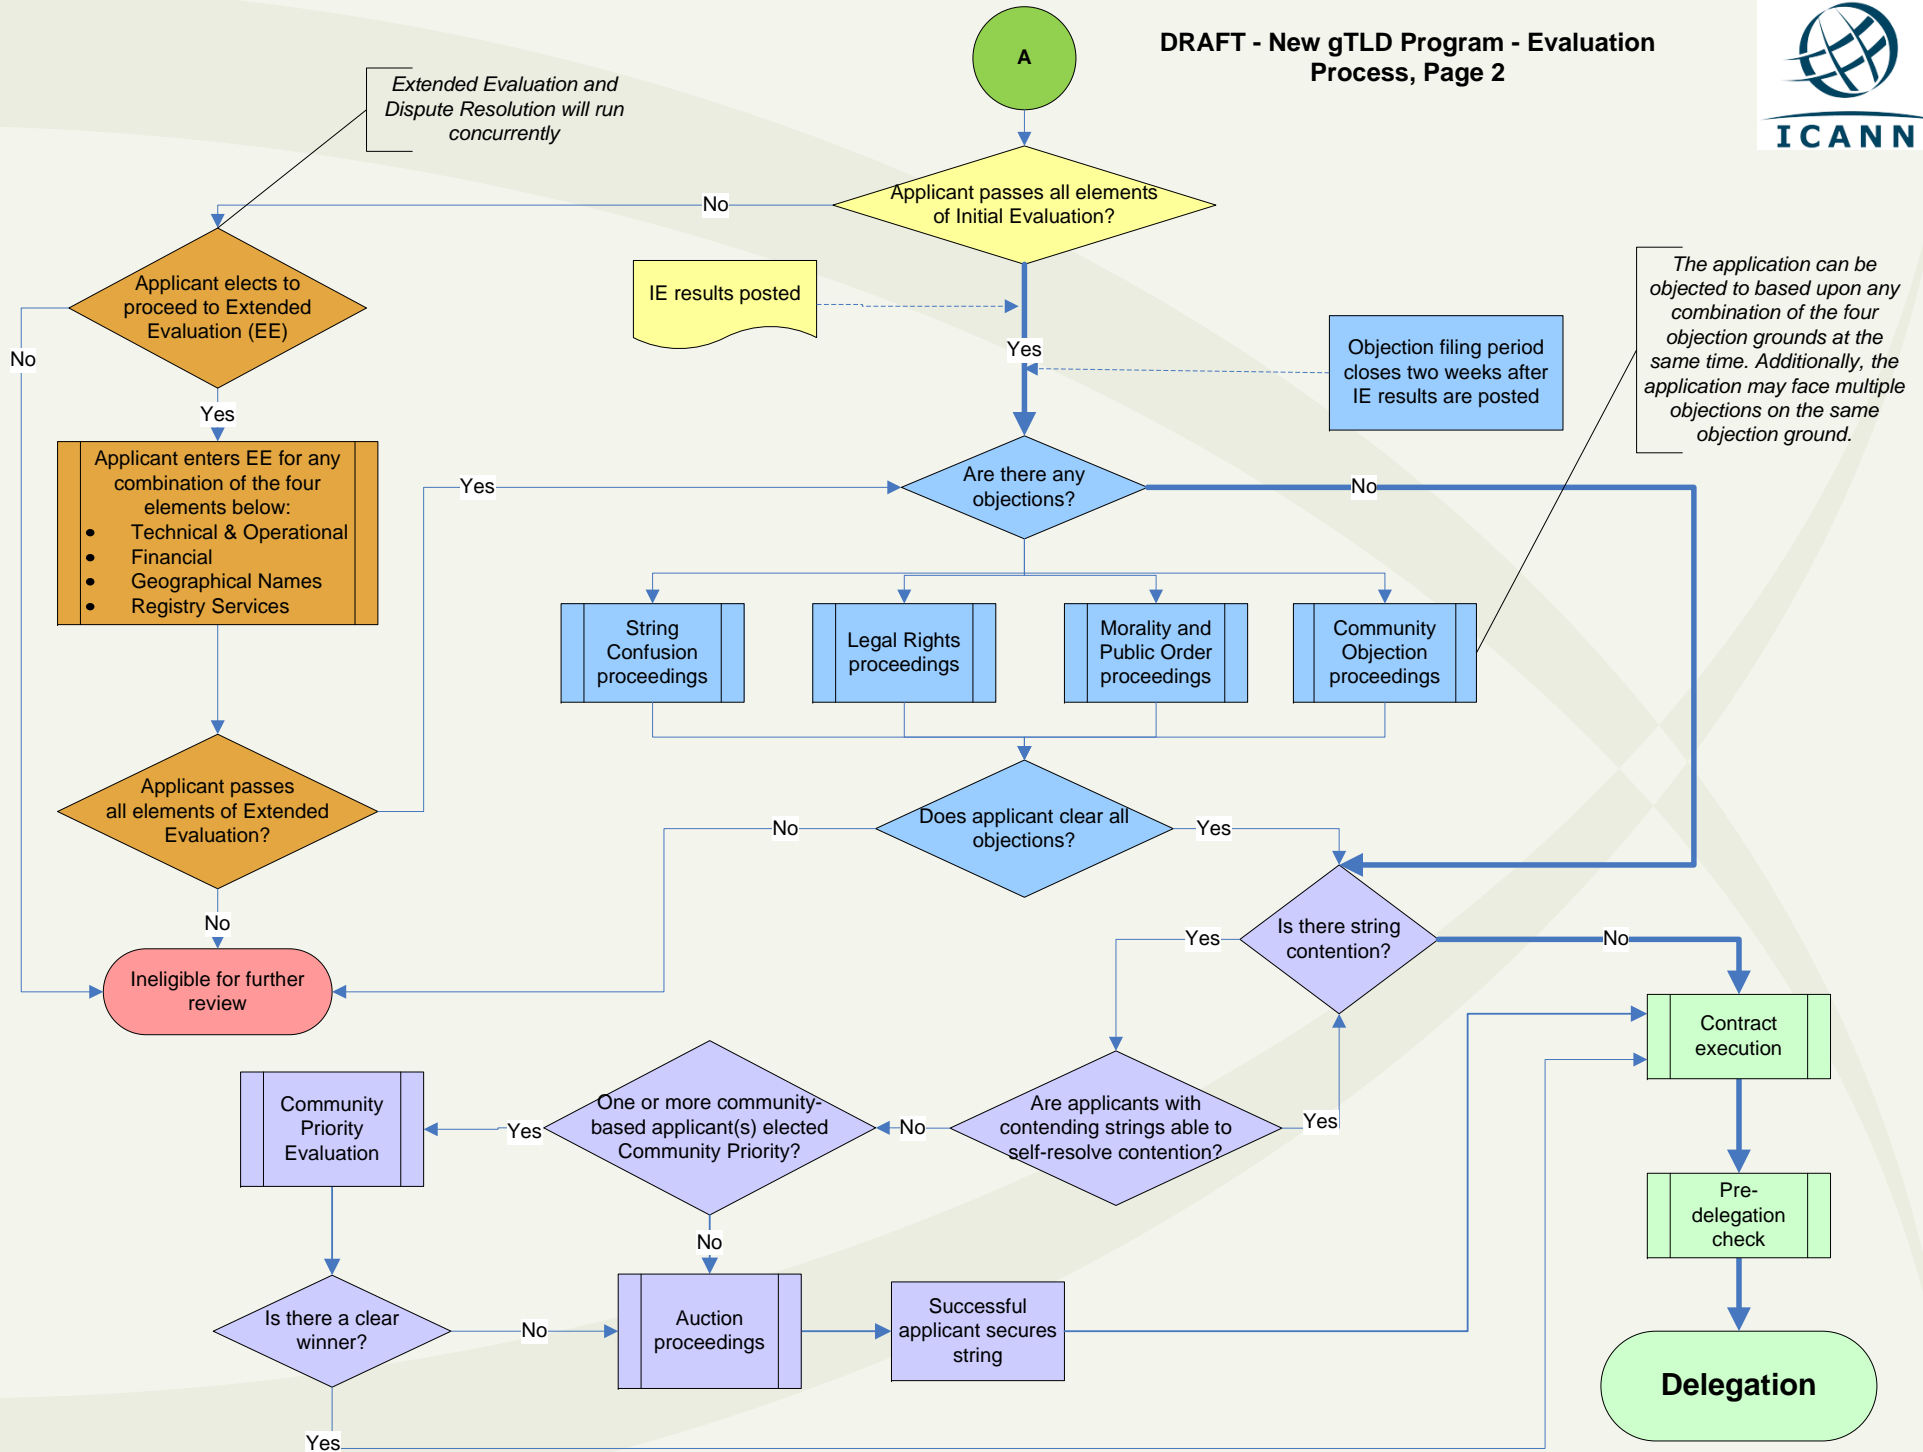 A
DRAFT - New gTLD Program - Evaluation
Process, Page 2
ICANN
Extended Evaluation and
Dispute Resolution will run
concurrently
Applicant passes all elements
of Initial Evaluation?
No
Applicant elects to
proceed to Extended
Evaluation (EE)
No
Yes
IE results posted
Yes
Objection filing period
closes two weeks after
IE results are posted
The application can be
objected to based upon any
combination of the four
objection grounds at the
same time. Additionally, the
application may face multiple
objections on the same
objection ground.
Applicant enters EE for any
combination of the four
elements below:
• Technical & Operational
• Financial
• Geographical Names
• Registry Services
Yes
Are there any
objections?
No
String
Confusion
proceedings
Legal Rights
proceedings
Morality and
Public Order
proceedings
Community
Objection
proceedings
Applicant passes
all elements of Extended
Evaluation?
No
Does applicant clear all
objections?
No
Yes
Ineligible for further
review
Is there string
contention?
Yes
No
Contract
execution
Are applicants with
contending strings able to
self-resolve contention?
Yes
No
One or more community-
based applicant(s) elected
Community Priority?
Yes
No
Community
Priority
Evaluation
Pre-
delegation
check
Is there a clear
winner?
No
Yes
Auction
proceedings
Successful
applicant secures
string
Delegation